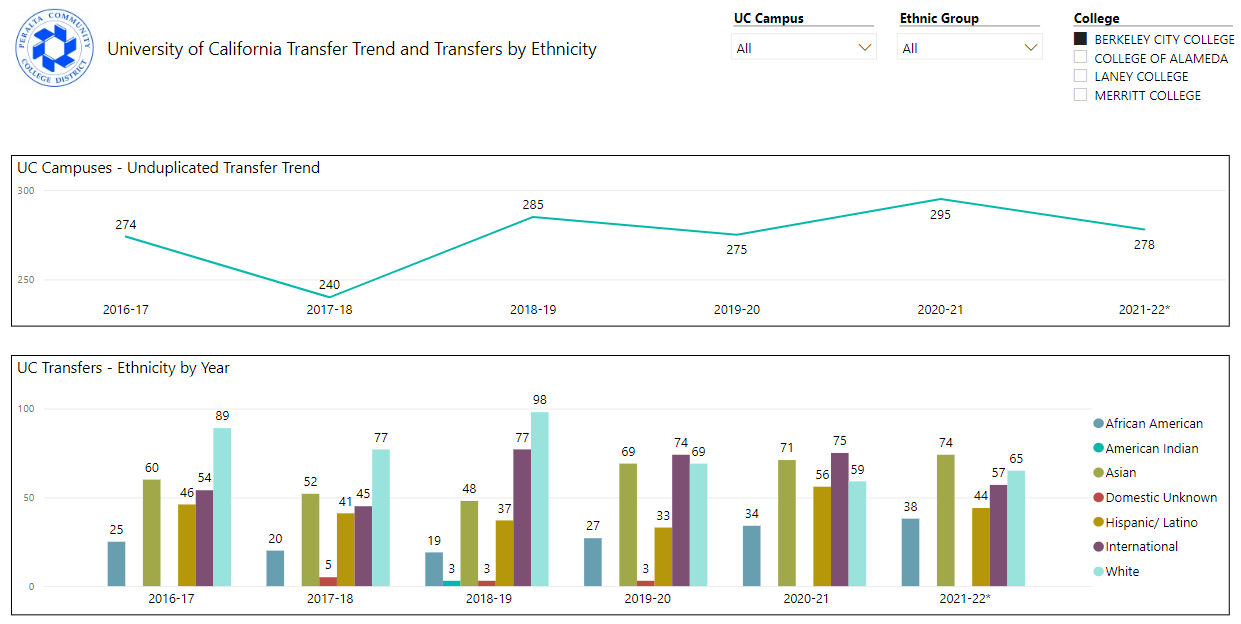 PERALTA COMMUNITY
COLLEGE DISTRICT
University of California Transfer Trend and Transfers by Ethnicity
UC Campus
All
Ethnic Group
All
College
BERKELEY CITY COLLEGE
COLLEGE OF ALAMEDA
LANEY COLLEGE
MERRITT COLLEGE
UC Campuses - Unduplicated Transfer Trend
300
250
274
240
285
275
295
278
2016-17
2017-18
2018-19
2019-20
2020-21
2021-22*
UC Transfers - Ethnicity by Year
100
50
0
25
60
46
54
89
20
52
5
41
45
77
19
3
48
3
37
77
98
27
69
3
33
74
69
34
71
56
75
59
38
74
44
57
65
2016-17
2017-18
2018-19
2019-20
2020-21
2021-22*
African American
American Indian
Asian
Domestic Unknown
Hispanic/ Latino
International
White